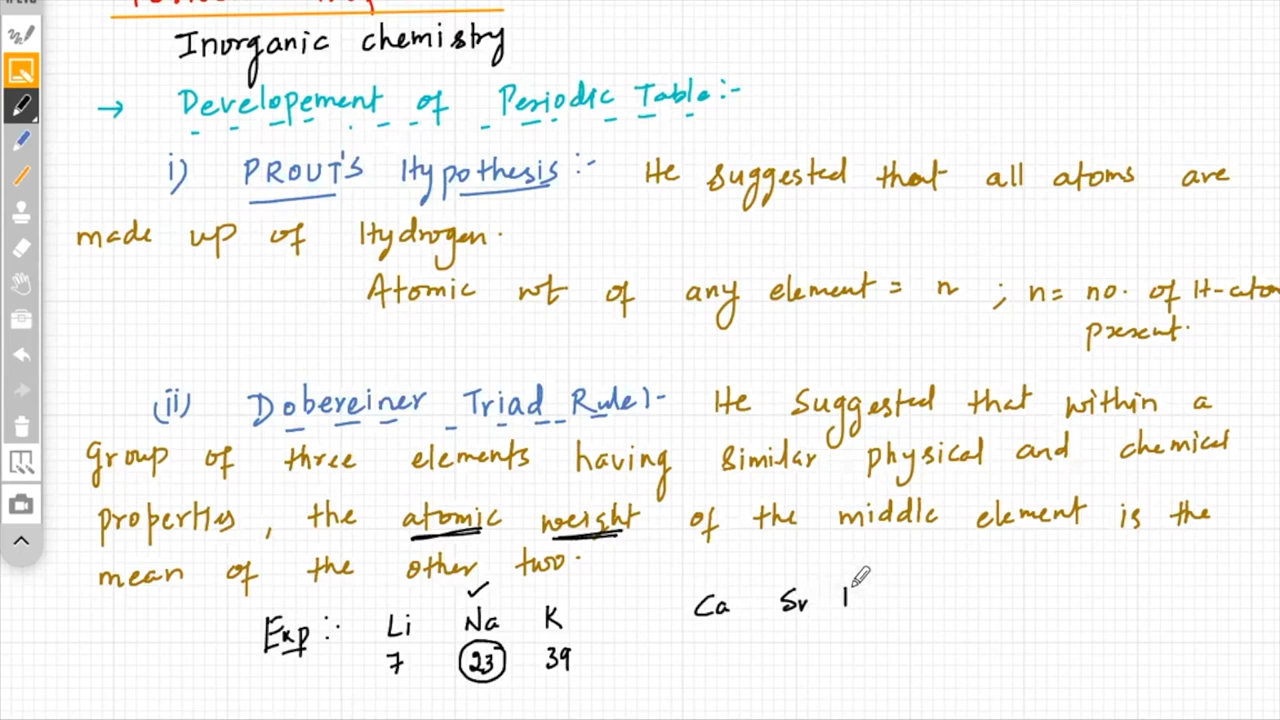 Inorganic chemistry
→ Developement of Periodic Table:-
i) PROUT'S Hypothesis:- He suggested that all atoms are
made up of Hydrogen.
Atomic wt of any element = n ; n = no. of H-atom
present.
(ii) Dobereiner Triad Rule:- He suggested that within a
group of three elements having similar physical and chemical
properties, the atomic weight of the middle element is the
mean of the other two.
Exp:- Li Na K Ca Sr
7 23 39